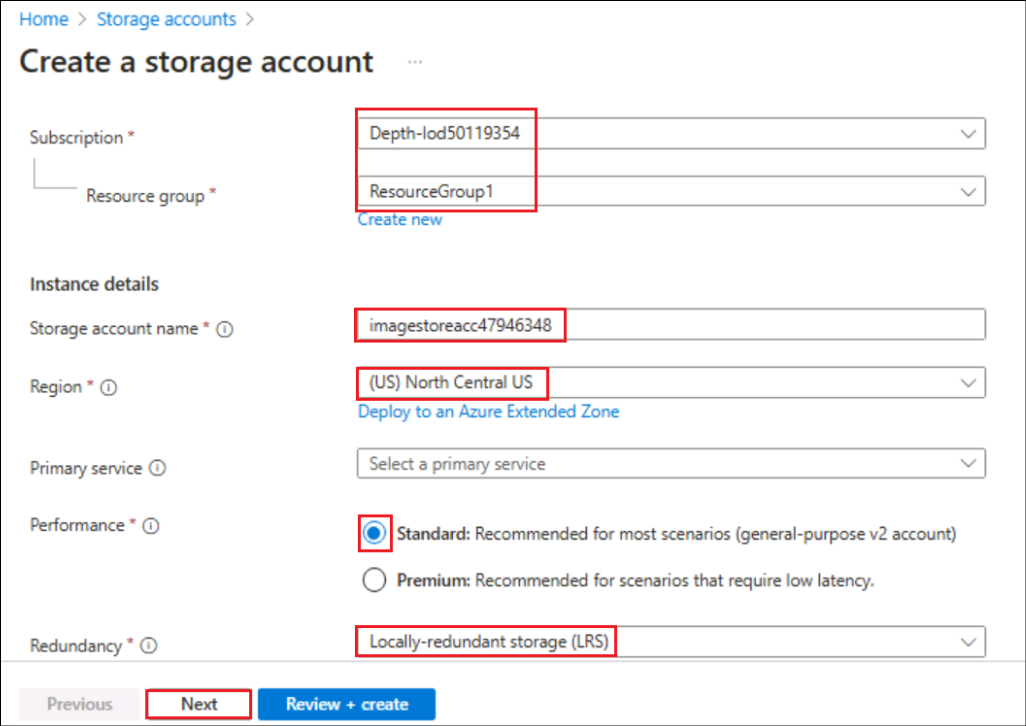 Home > Storage accounts >
Create a storage account ...
Subscription *
Depth-lod50119354
Resource group *
ResourceGroup1
Create new
Instance details
Storage account name *
imagestoreacc47946348
Region *
(US) North Central US
Deploy to an Azure Extended Zone
Primary service
Select a primary service
Performance *
Standard: Recommended for most scenarios (general-purpose v2 account)
Premium: Recommended for scenarios that require low latency.
Redundancy *
Locally-redundant storage (LRS)
Previous
Next
Review + create